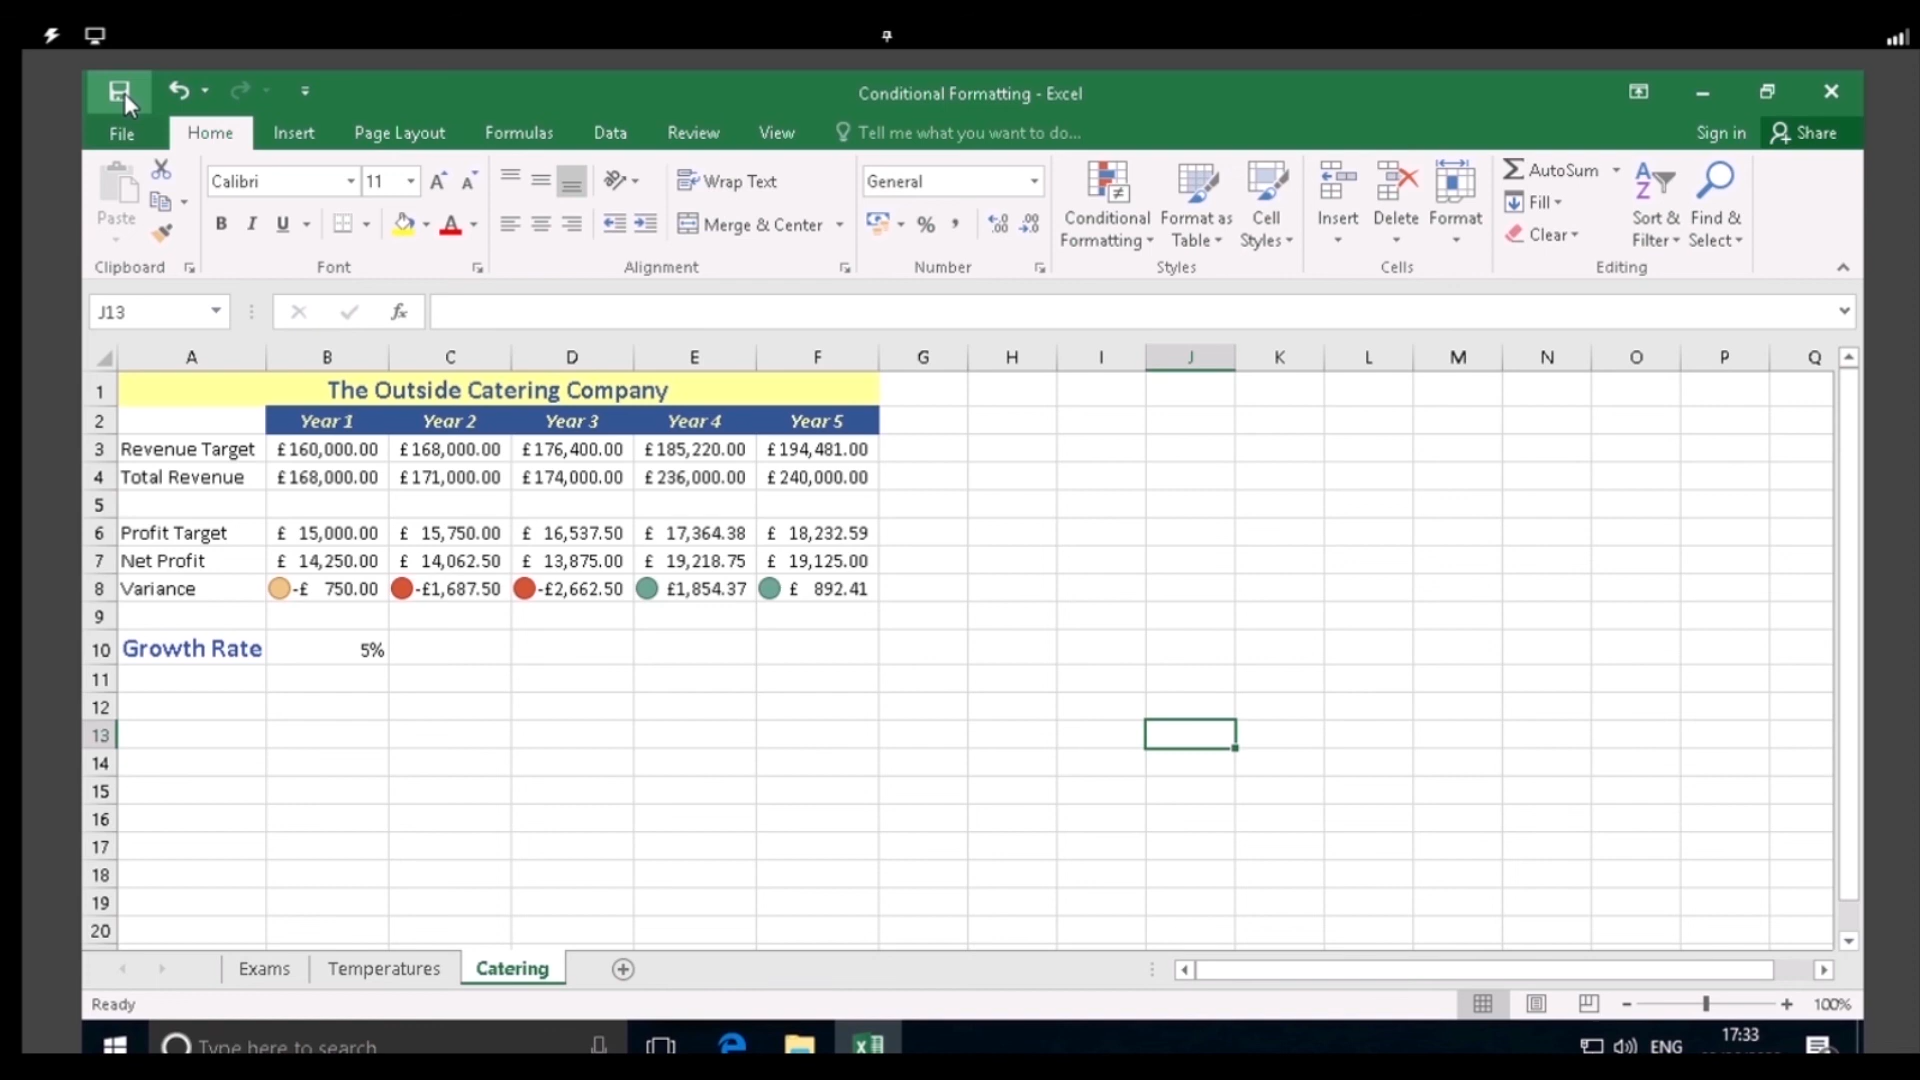 Conditional Formatting - Excel
File Home Insert Page Layout Formulas Data Review View Tell me what you want to do... Sign in Share
Paste
Clipboard
Calibri 11
B I U
Font
Wrap Text
Merge & Center
Alignment
General
%
Number
Conditional Formatting
Format as Table
Cell Styles
Styles
Insert Delete Format
Cells
AutoSum
Fill
Clear
Sort & Filter
Find & Select
Editing
J13 fx
A B C D E F G H I J K L M N O P Q
1 The Outside Catering Company
2 Year 1 Year 2 Year 3 Year 4 Year 5
3 Revenue Target £160,000.00 £168,000.00 £176,400.00 £185,220.00 £194,481.00
4 Total Revenue £168,000.00 £171,000.00 £174,000.00 £236,000.00 £240,000.00
5
6 Profit Target £ 15,000.00 £ 15,750.00 £ 16,537.50 £ 17,364.38 £ 18,232.59
7 Net Profit £ 14,250.00 £ 14,062.50 £ 13,875.00 £ 19,218.75 £ 19,125.00
8 Variance -£ 750.00 -£1,687.50 -£2,662.50 £1,854.37 £ 892.41
9
10 Growth Rate 5%
11
12
13
14
15
16
17
18
19
20
Exams Temperatures Catering
Ready 100%
Type here to search ENG 17:33